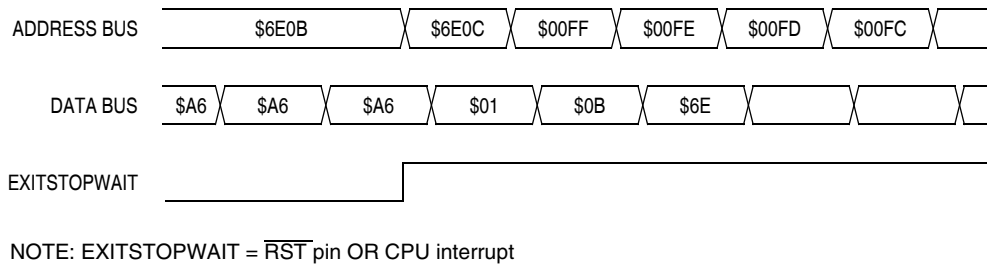 ADDRESS BUS $6E0B $6E0C $00FF $00FE $00FD $00FC
DATA BUS $A6 $A6 $A6 $01 $0B $6E
EXITSTOPWAIT
NOTE: EXITSTOPWAIT = RST pin OR CPU interrupt